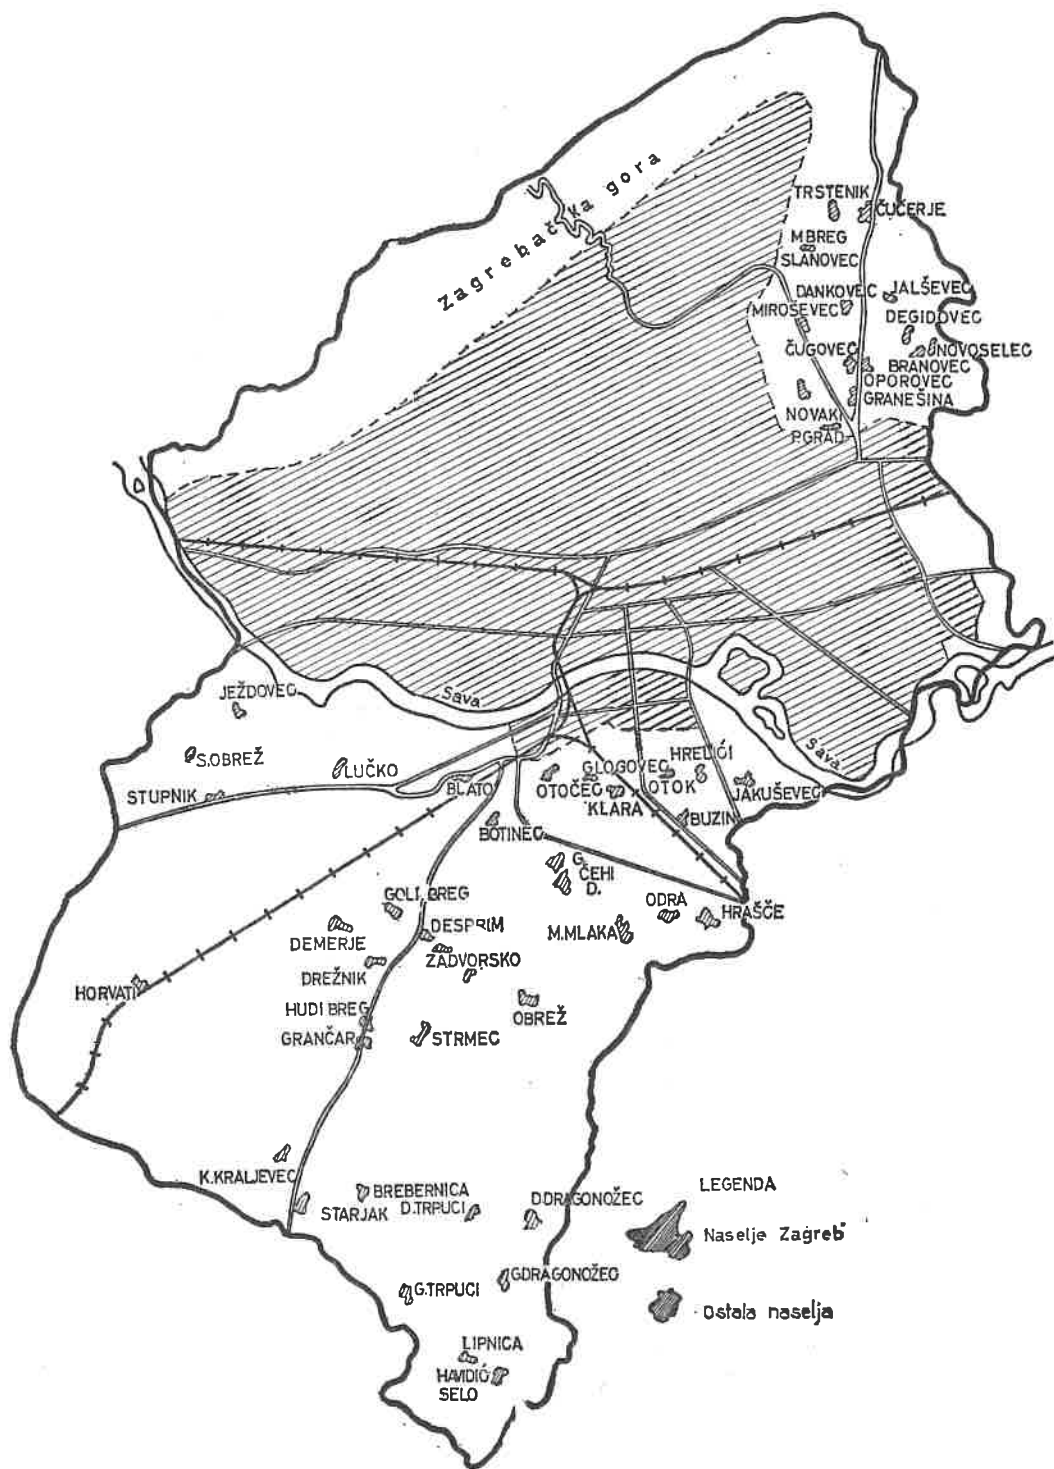 Zagrebačka gora
TRSTENIK
ČUČERJE
M.BREG
SLANOVEC
DANKOVEC
JALŠEVEC
MIROŠEVEC
DEGIDOVEC
ČUGOVEC
NOVOSELEC
BRANOVEC
OPOROVEC
GRANEŠINA
NOVAKI
P.GRAD
JEŽDOVEC
Sava
S.OBREŽ
LUČKO
STUPNIK
BLATO
OTOČEC
GLOGOVEC
HRELIĆI
Sava
OTOK
JAKUŠEVEC
KLARA
BUZIN
BOTINEC
G.
ČEHI
D.
GOLI BREG
ODRA
HRAŠĆE
DEMERJE
DESPRIM
M.MLAKA
ZADVORSKO
DREŽNIK
HORVATI
HUDI BREG
OBREŽ
GRANČAR
STRMEC
K.KRALJEVEC
BREBERNICA
STARJAK
D.TRPUCI
D.DRAGONOŽEC
G.TRPUCI
G.DRAGONOŽEC
LIPNICA
HAVIDIĆ
SELO
LEGENDA
Naselje Zagreb
Ostala naselja